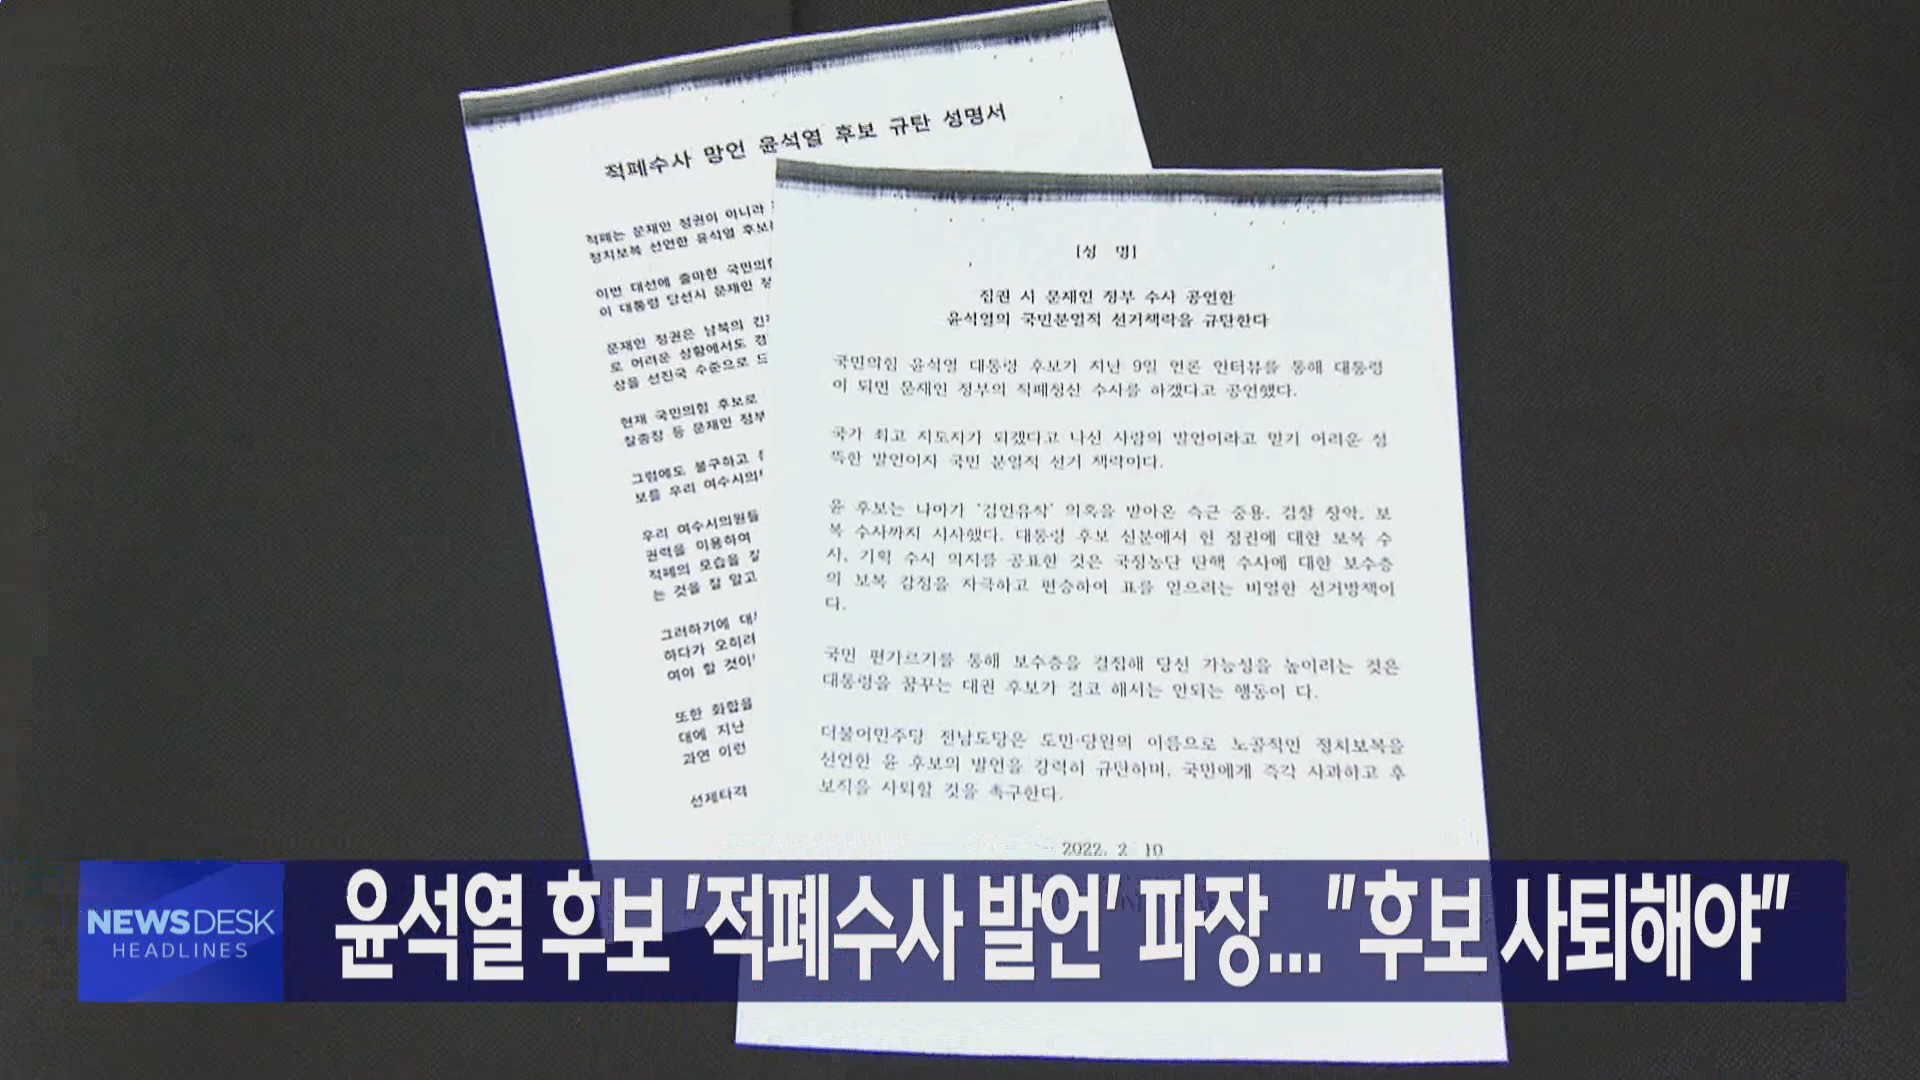 적폐수사 망언 윤석열 후보 규탄 성명서
적폐는 문재인 정권이 아니라
정치보복 선언한 윤석열 후보
이번 대선에 출마한 국민의힘
이 대통령 당선시 문재인 정
문재인 정권은 남북의 긴
로 어려운 상황에서도 경
상을 선진국 수준으로 드
현재 국민의힘 후보로
찰총장 등 문재인 정부
그럼에도 불구하고
보를 우리 여수시의
우리 여수시의원들
권력을 이용하여
적폐의 모습을 잘
는 것을 잘 알고
그러하기에 대
하다가 오히려
여야 할 것이
또한 화합을
대에 지난
과연 이런
선제타격
[성 명]
집권 시 문재인 정부 수사 공언한
윤석열의 국민분열적 선거책략을 규탄한다
국민의힘 윤석열 대통령 후보가 지난 9일 언론 인터뷰를 통해 대통령
이 되면 문재인 정부의 적폐청산 수사를 하겠다고 공언했다.
국가 최고 지도자가 되겠다고 나선 사람의 발언이라고 믿기 어려운 섬
뜩한 발언이자 국민 분열적 선거 책략이다.
윤 후보는 나아가 '검언유착' 의혹을 받아온 측근 중용, 검찰 장악, 보
복 수사까지 시사했다. 대통령 후보 신분에서 현 정권에 대한 보복 수
사, 기획 수사 의지를 공표한 것은 국정농단 탄핵 수사에 대한 보수층
의 보복 감정을 자극하고 편승하여 표를 얻으려는 비열한 선거방책이
다.
국민 편가르기를 통해 보수층을 결집해 당선 가능성을 높이려는 것은
대통령을 꿈꾸는 대권 후보가 결코 해서는 안되는 행동이 다.
더불어민주당 전남도당은 도민·당원의 이름으로 노골적인 정치보복을
선언한 윤 후보의 발언을 강력히 규탄하며, 국민에게 즉각 사과하고 후
보직을 사퇴할 것을 촉구한다.
2022. 2 10
NEWSDESK
HEADLINES
윤석열 후보 '적폐수사 발언' 파장..."후보 사퇴해야"